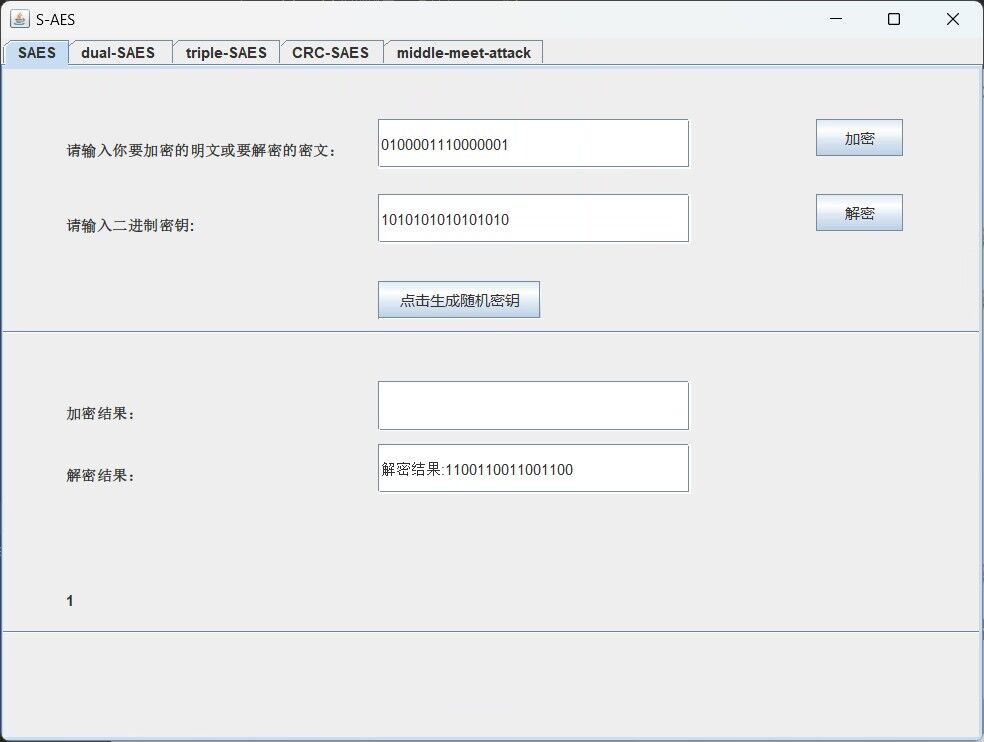 S-AES
SAES dual-SAES triple-SAES CRC-SAES middle-meet-attack
请输入你要加密的明文或要解密的密文: 0100001110000001 加密
请输入二进制密钥: 1010101010101010 解密
点击生成随机密钥
加密结果:
解密结果: 解密结果:1100110011001100
1